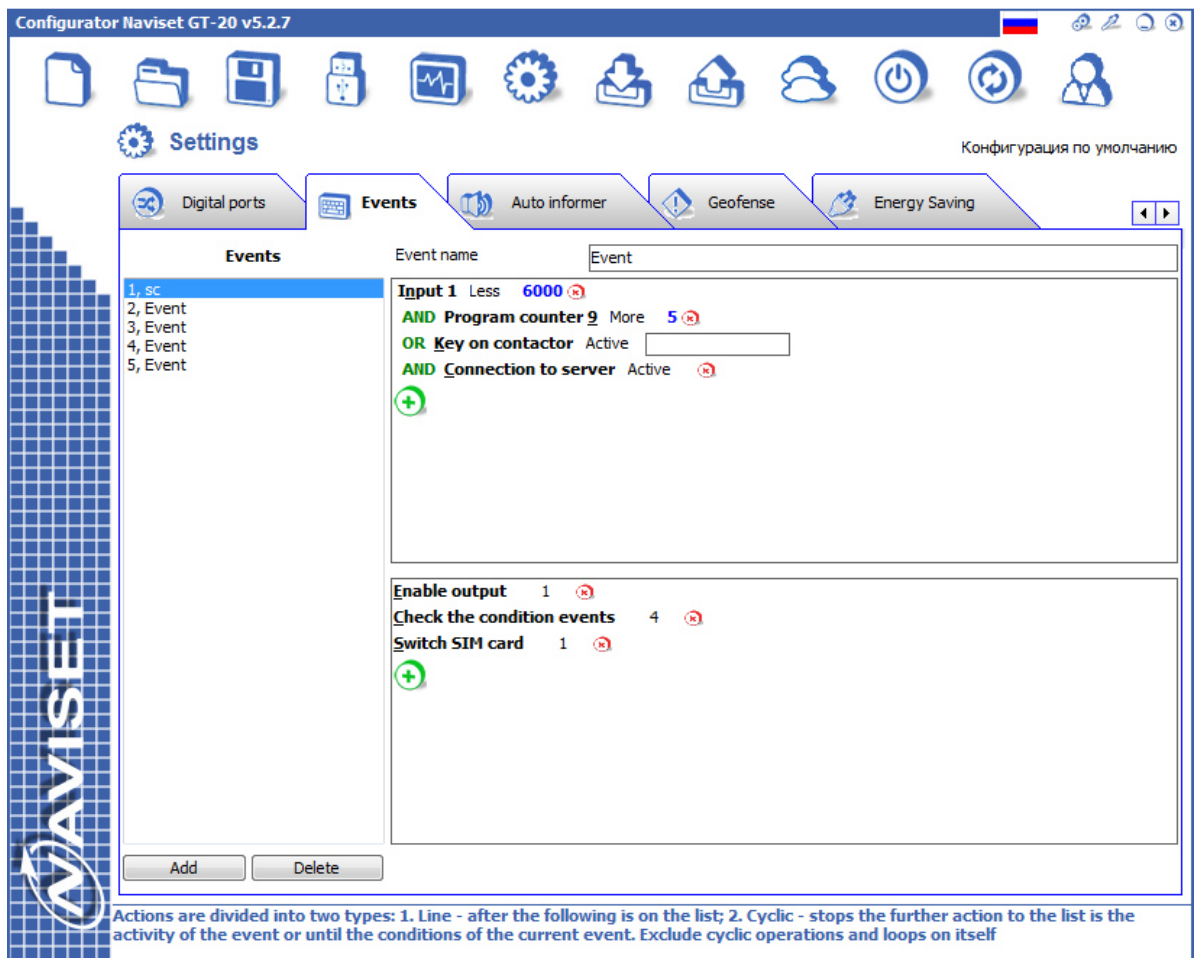 Configurator Naviset GT-20 v5.2.7
Settings
Конфигурация по умолчанию
Digital ports
Events
Auto informer
Geofense
Energy Saving
Events
Event name
Event
1, sc
2, Event
3, Event
4, Event
5, Event
Input 1 Less 6000
AND Program counter 9 More 5
OR Key on contactor Active
AND Connection to server Active
Enable output 1
Check the condition events 4
Switch SIM card 1
Add
Delete
NAVISET
Actions are divided into two types: 1. Line - after the following is on the list; 2. Cyclic - stops the further action to the list is the
activity of the event or until the conditions of the current event. Exclude cyclic operations and loops on itself